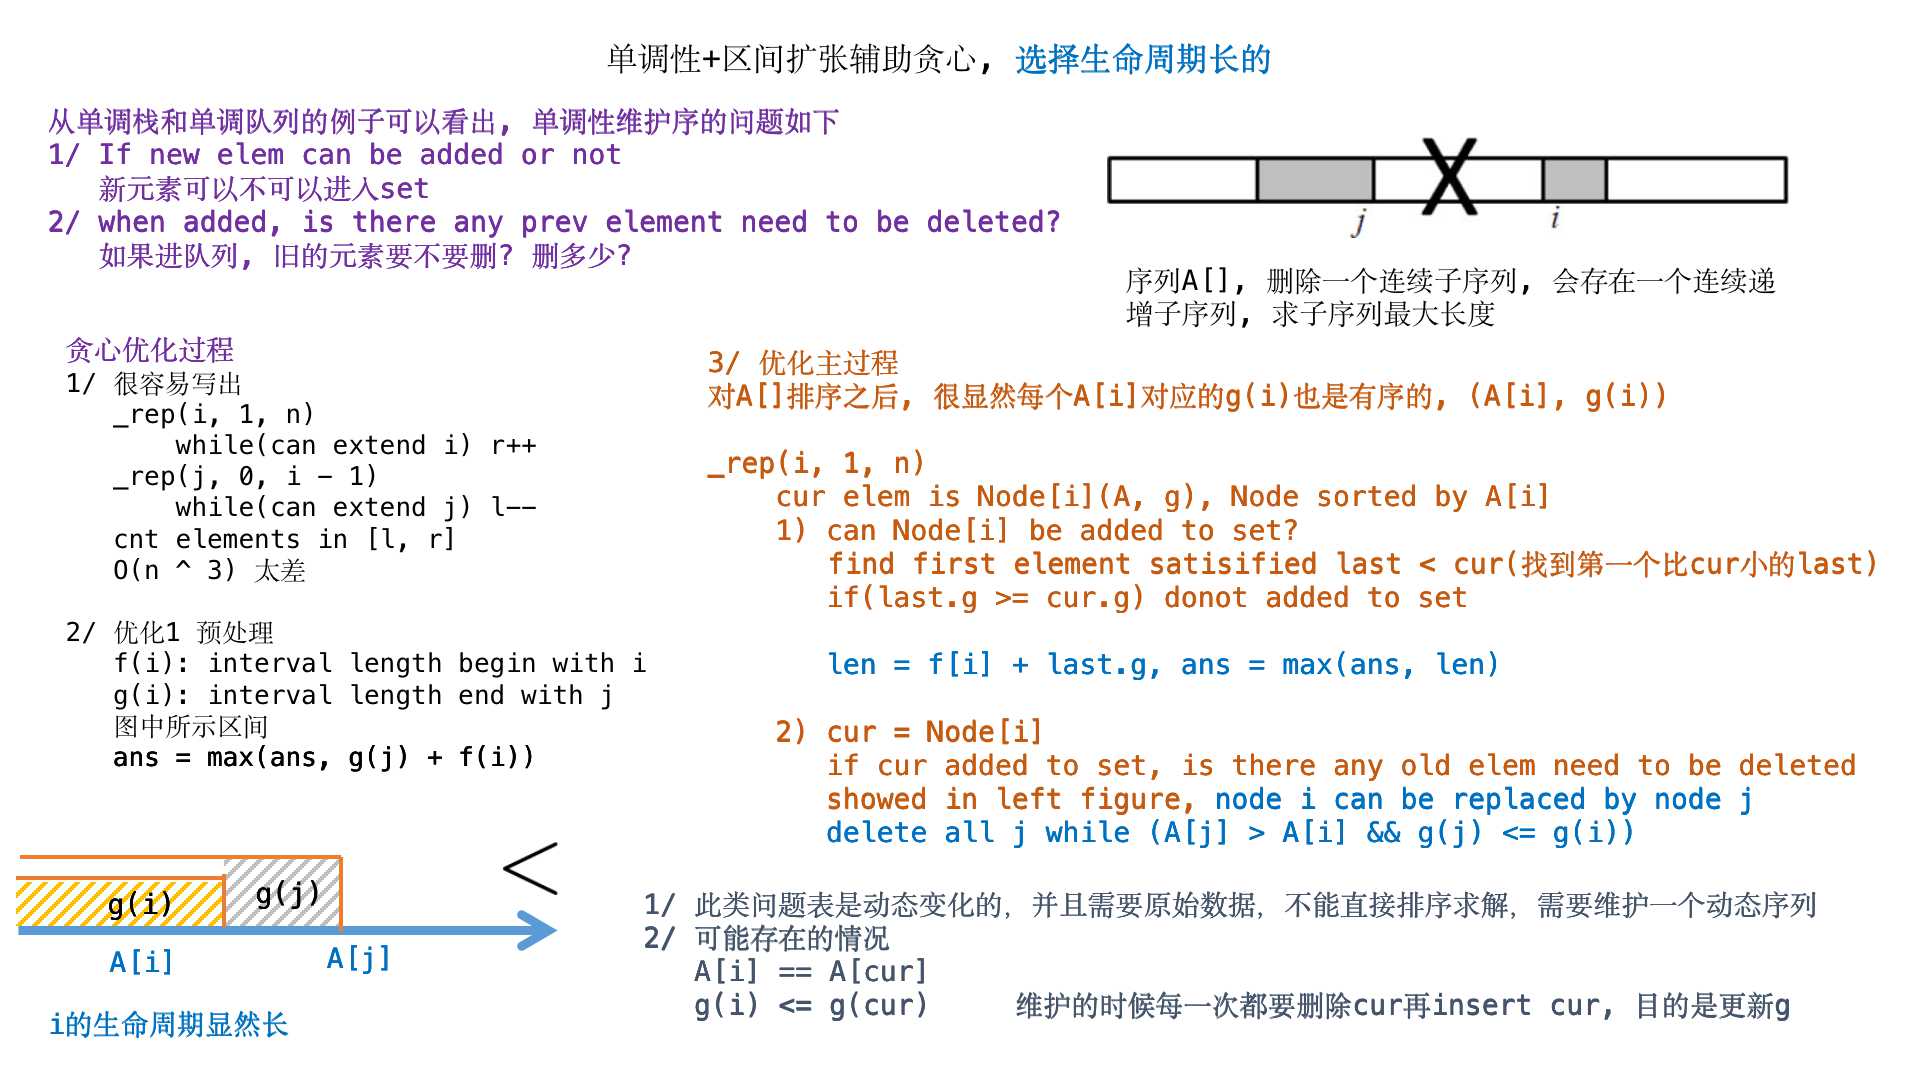 单调性+区间扩张辅助贪心, 选择生命周期长的
从单调栈和单调队列的例子可以看出, 单调性维护序的问题如下
1/ If new elem can be added or not
新元素可以不可以进入set
2/ when added, is there any prev element need to be deleted?
如果进队列, 旧的元素要不要删? 删多少?
X
j
i
序列A[], 删除一个连续子序列, 会存在一个连续递
增子序列, 求子序列最大长度
贪心优化过程
1/ 很容易写出
_rep(i, 1, n)
while(can extend i) r++
_rep(j, 0, i - 1)
while(can extend j) l--
cnt elements in [l, r]
O(n ^ 3) 太差
2/ 优化1 预处理
f(i): interval length begin with i
g(i): interval length end with j
图中所示区间
ans = max(ans, g(j) + f(i))
3/ 优化主过程
对A[]排序之后, 很显然每个A[i]对应的g(i)也是有序的, (A[i], g(i))
_rep(i, 1, n)
cur elem is Node[i](A, g), Node sorted by A[i]
1) can Node[i] be added to set?
find first element satisified last < cur(找到第一个比cur小的last)
if(last.g >= cur.g) donot added to set
len = f[i] + last.g, ans = max(ans, len)
2) cur = Node[i]
if cur added to set, is there any old elem need to be deleted
showed in left figure, node i can be replaced by node j
delete all j while (A[j] > A[i] && g(j) <= g(i))
g(i)
g(j)
<
A[i]
A[j]
i的生命周期显然长
1/ 此类问题表是动态变化的, 并且需要原始数据, 不能直接排序求解, 需要维护一个动态序列
2/ 可能存在的情况
A[i] == A[cur]
g(i) <= g(cur) 维护的时候每一次都要删除cur再insert cur, 目的是更新g